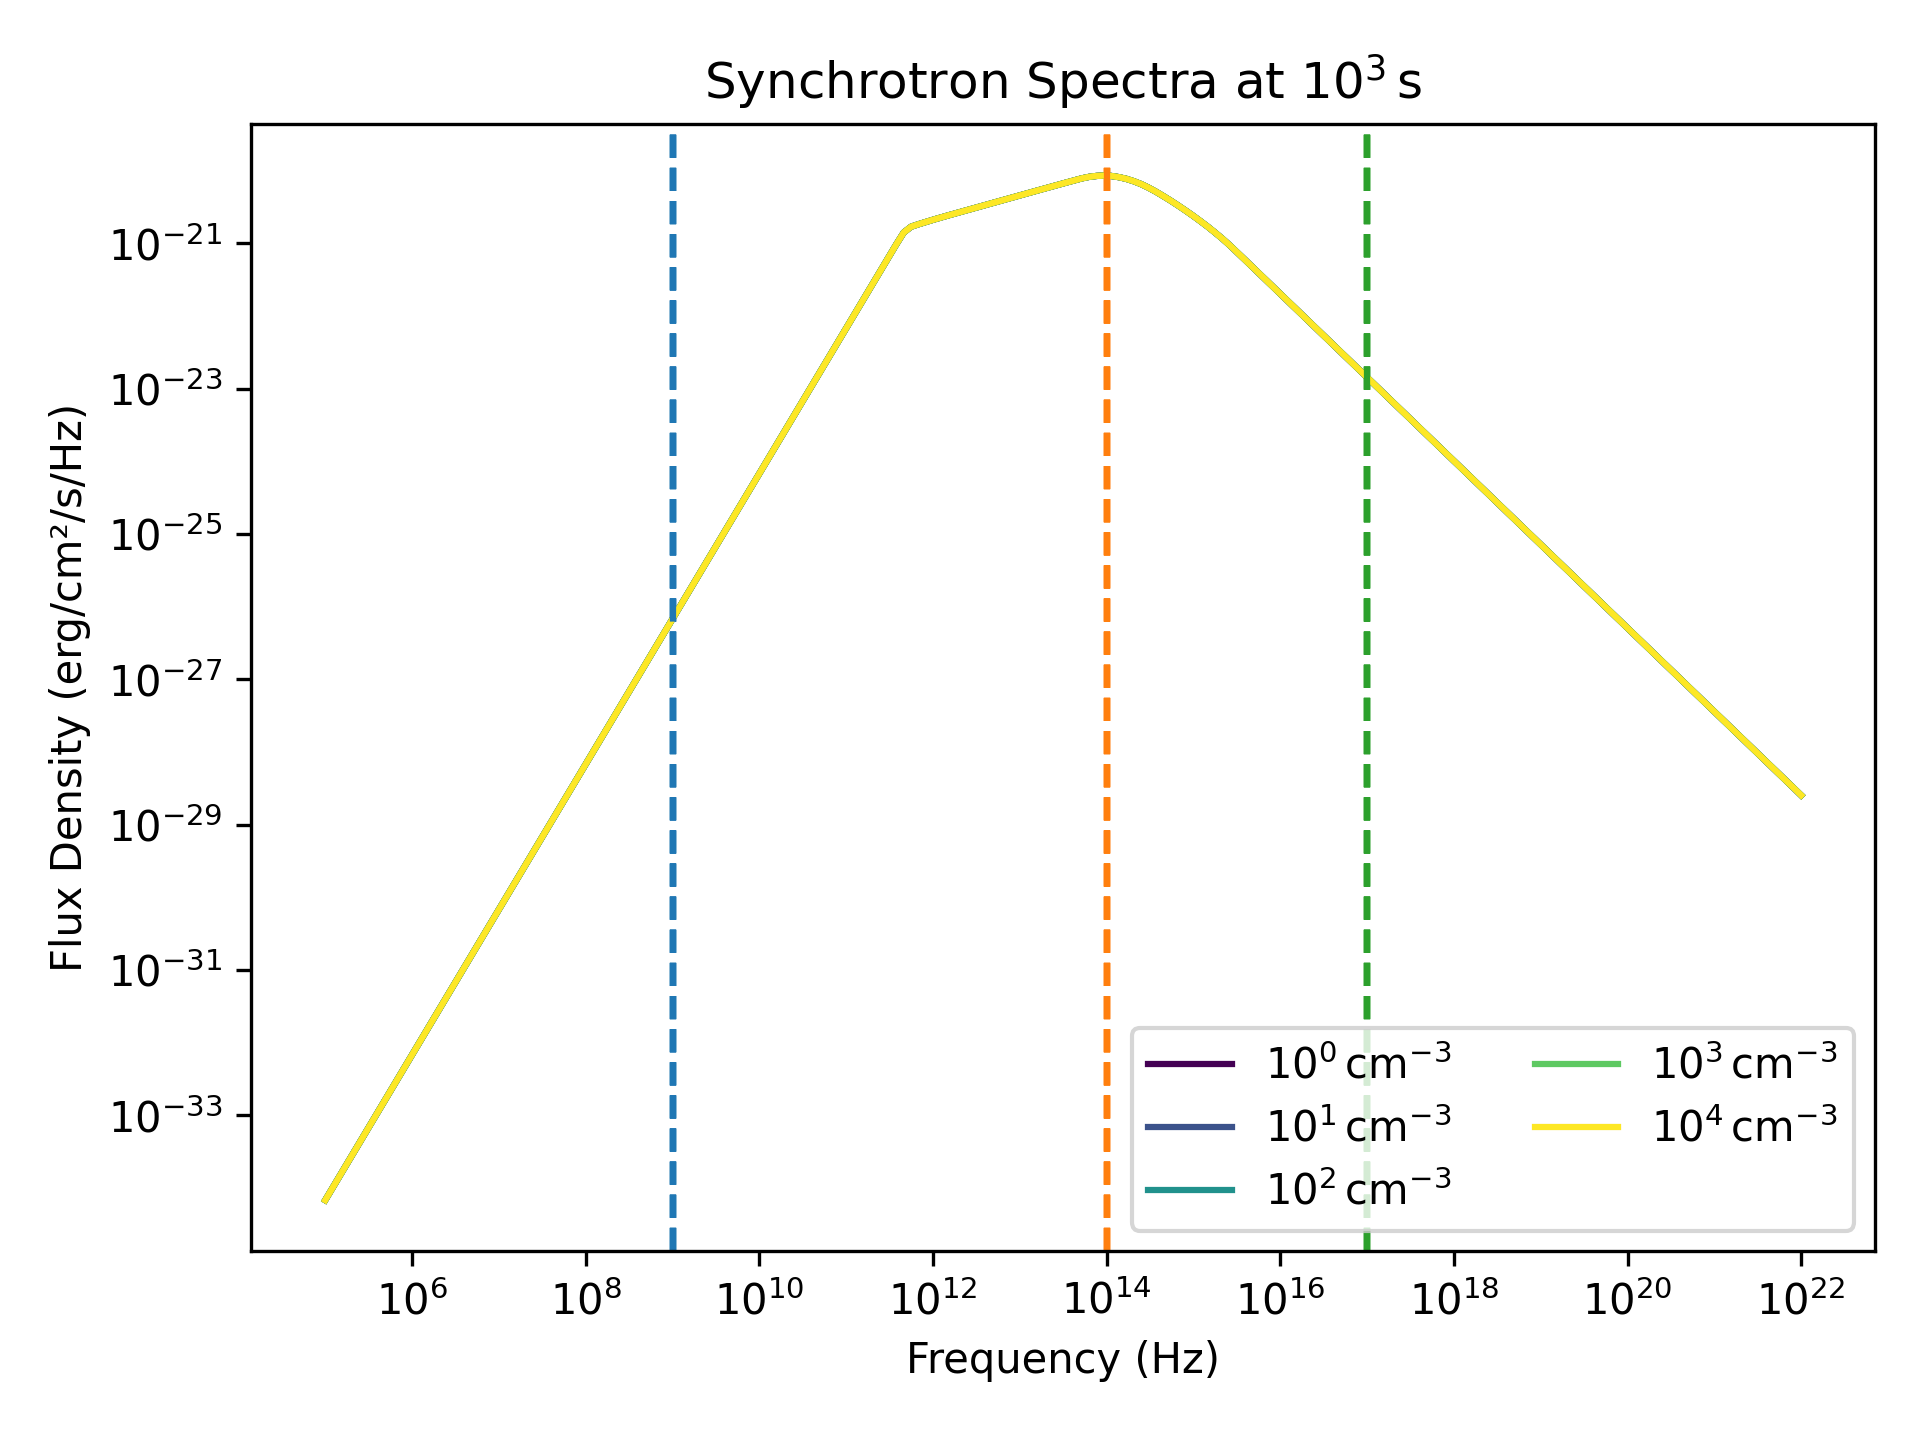 Synchrotron Spectra at 10³ s
Flux Density (erg/cm²/s/Hz)
10⁻²¹
10⁻²³
10⁻²⁵
10⁻²⁷
10⁻²⁹
10⁻³¹
10⁻³³
10⁰ cm⁻³
10¹ cm⁻³
10² cm⁻³
10³ cm⁻³
10⁴ cm⁻³
10⁶ 10⁸ 10¹⁰ 10¹² 10¹⁴ 10¹⁶ 10¹⁸ 10²⁰ 10²²
Frequency (Hz)